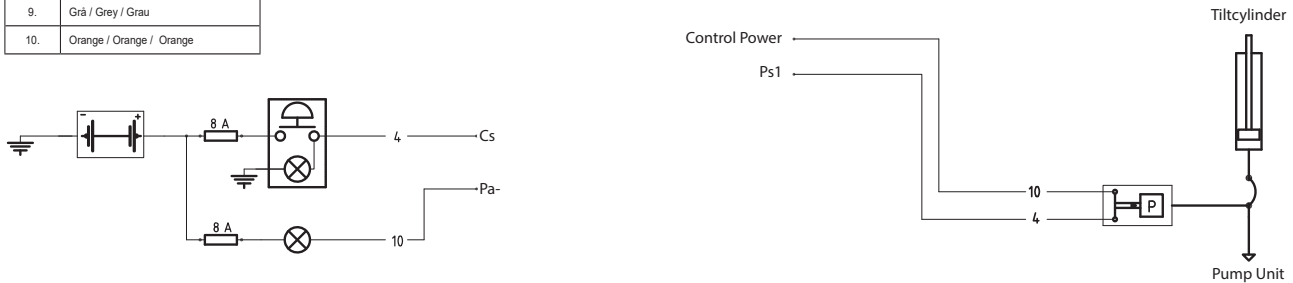 9. Grå / Grey / Grau
10. Orange / Orange / Orange
- +
8 A
4
Cs
Pa-
8 A
10
Tiltcylinder
Control Power
Ps1
10
4
P
Pump Unit